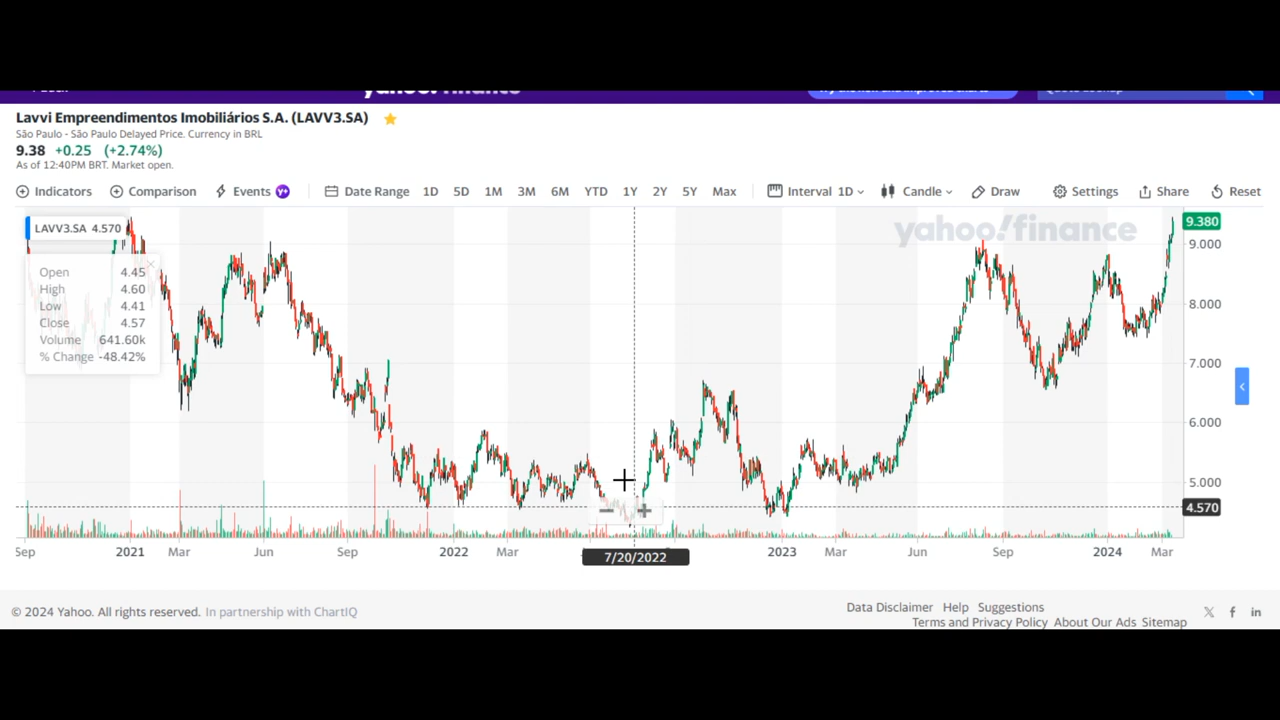 yahoo! finance
Lavvi Empreendimentos Imobiliários S.A. (LAVV3.SA)
São Paulo - São Paulo Delayed Price. Currency in BRL
9.38 +0.25 (+2.74%)
As of 12:40PM BRT. Market open.
Indicators Comparison Events Y+ Date Range 1D 5D 1M 3M 6M YTD 1Y 2Y 5Y Max Interval 1D Candle Draw Settings Share Reset
LAVV3.SA 4.570
yahoo!finance
9.380
9.000
Open 4.45
High 4.60
Low 4.41
Close 4.57
Volume 641.60k
% Change -48.42%
8.000
7.000
6.000
5.000
4.570
Sep 2021 Mar Jun Sep 2022 Mar 2023 Mar Jun Sep 2024 Mar
7/20/2022
© 2024 Yahoo. All rights reserved. In partnership with ChartIQ
Data Disclaimer Help Suggestions
Terms and Privacy Policy About Our Ads Sitemap